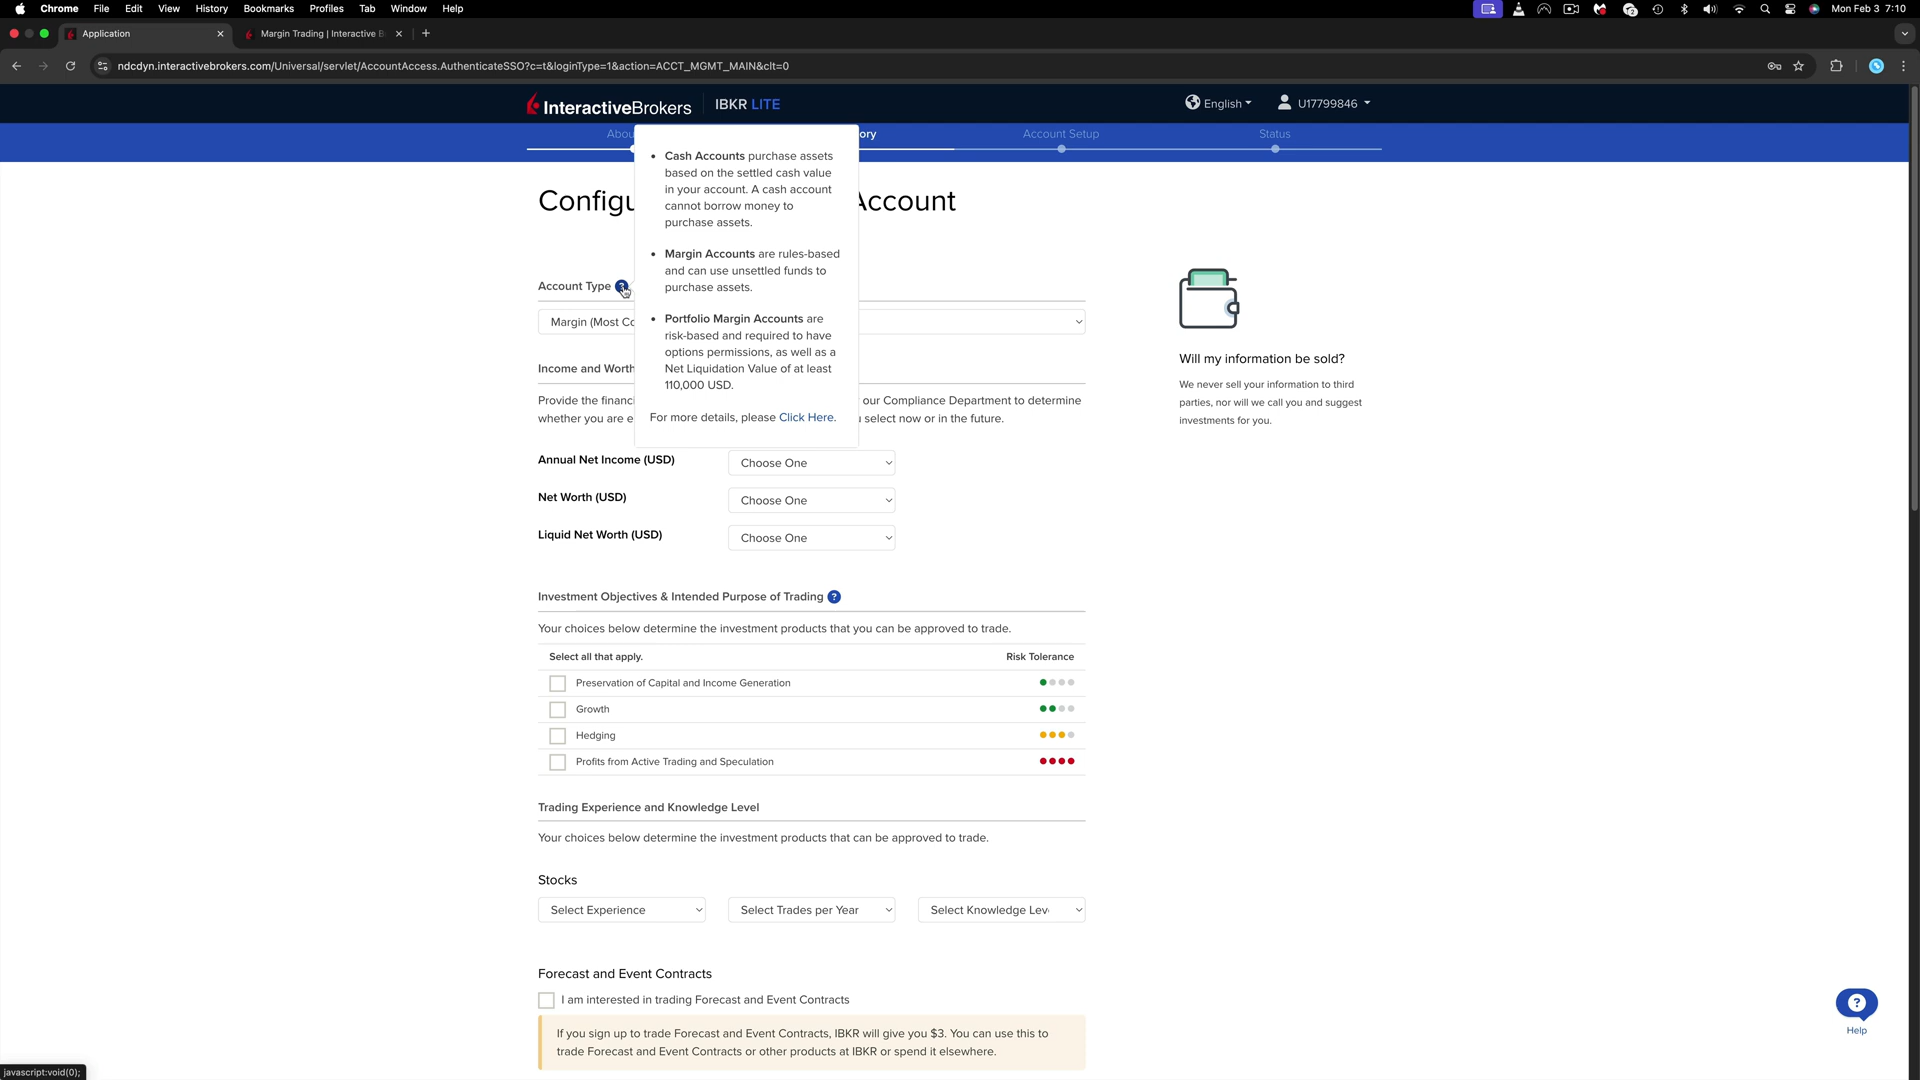 Chrome File Edit View History Bookmarks Profiles Tab Window Help
Mon Feb 3 7:10
Application
Margin Trading | Interactive B
ndcdyn.interactivebrokers.com/Universal/servlet/AccountAccess.AuthenticateSSO?c=t&loginType=1&action=ACCT_MGMT_MAIN&clt=0
InteractiveBrokers IBKR LITE
English
U17799846
Abou
ory
Account Setup
Status
• Cash Accounts purchase assets
based on the settled cash value
in your account. A cash account
cannot borrow money to
purchase assets.
• Margin Accounts are rules-based
and can use unsettled funds to
purchase assets.
• Portfolio Margin Accounts are
risk-based and required to have
options permissions, as well as a
Net Liquidation Value of at least
110,000 USD.
For more details, please Click Here.
Configu
Account
Account Type ?
Margin (Most Co
Income and Worth
Provide the financi
our Compliance Department to determine
whether you are e
select now or in the future.
Annual Net Income (USD) Choose One
Net Worth (USD) Choose One
Liquid Net Worth (USD) Choose One
Will my information be sold?
We never sell your information to third
parties, nor will we call you and suggest
investments for you.
Investment Objectives & Intended Purpose of Trading ?
Your choices below determine the investment products that you can be approved to trade.
Select all that apply. Risk Tolerance
Preservation of Capital and Income Generation
Growth
Hedging
Profits from Active Trading and Speculation
Trading Experience and Knowledge Level
Your choices below determine the investment products that can be approved to trade.
Stocks
Select Experience Select Trades per Year Select Knowledge Lev
Forecast and Event Contracts
I am interested in trading Forecast and Event Contracts
If you sign up to trade Forecast and Event Contracts, IBKR will give you $3. You can use this to
trade Forecast and Event Contracts or other products at IBKR or spend it elsewhere.
?
Help
javascript:void(0);